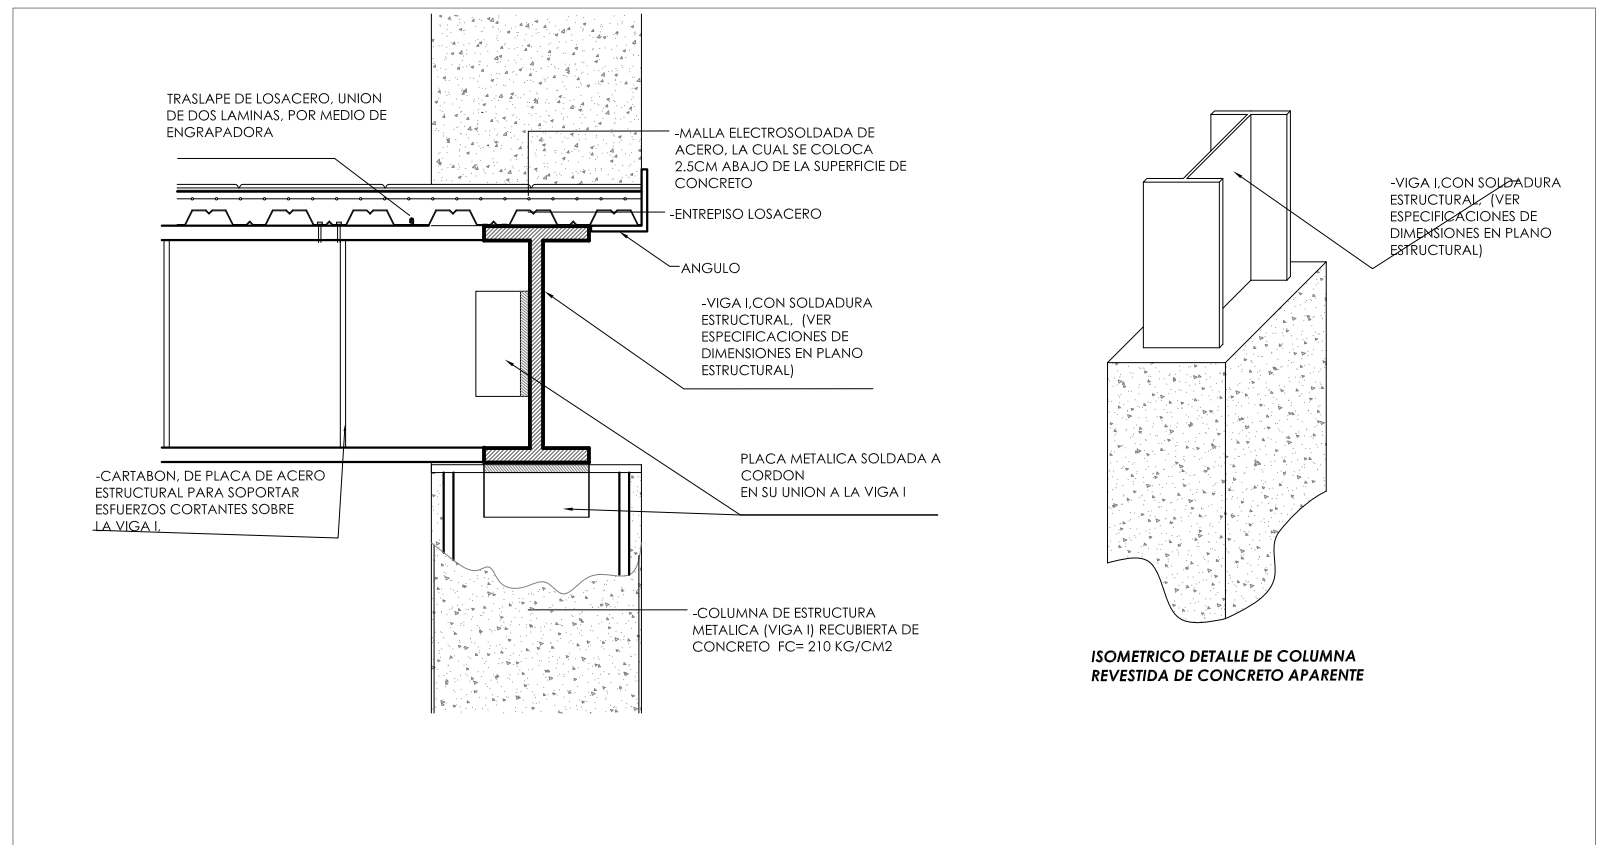 TRASLAPE DE LOSACERO, UNION
DE DOS LAMINAS, POR MEDIO DE
ENGRAPADORA
-MALLA ELECTROSOLDADA DE
ACERO, LA CUAL SE COLOCA
2.5CM ABAJO DE LA SUPERFICIE DE
CONCRETO
-ENTREPISO LOSACERO
ANGULO
-VIGA I,CON SOLDADURA
ESTRUCTURAL, (VER
ESPECIFICACIONES DE
DIMENSIONES EN PLANO
ESTRUCTURAL)
PLACA METALICA SOLDADA A
CORDON
EN SU UNION A LA VIGA I
-CARTABON, DE PLACA DE ACERO
ESTRUCTURAL PARA SOPORTAR
ESFUERZOS CORTANTES SOBRE
LA VIGA I,
-COLUMNA DE ESTRUCTURA
METALICA (VIGA I) RECUBIERTA DE
CONCRETO FC= 210 KG/CM2
-VIGA I,CON SOLDADURA
ESTRUCTURAL, (VER
ESPECIFICACIONES DE
DIMENSIONES EN PLANO
ESTRUCTURAL)
ISOMETRICO DETALLE DE COLUMNA
REVESTIDA DE CONCRETO APARENTE